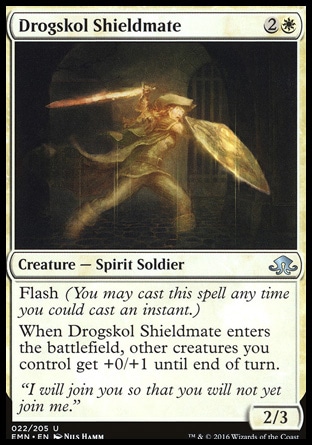 Drogskol Shieldmate 2
Creature — Spirit Soldier
Flash (You may cast this spell any time
you could cast an instant.)
When Drogskol Shieldmate enters
the battlefield, other creatures you
control get +0/+1 until end of turn.
“I will join you so that you will not yet
join me.”
2/3
022/205 U
EMN • EN Nils Hamm
™ & © 2016 Wizards of the Coast